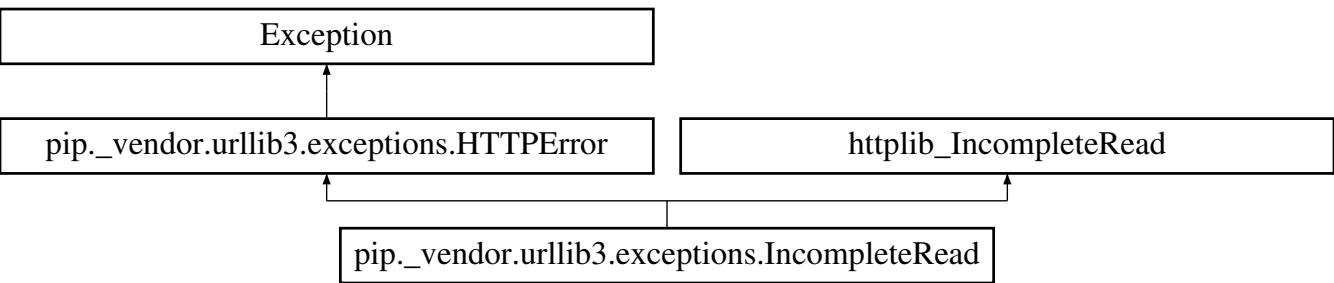 Exception
pip._vendor.urllib3.exceptions.HTTPError
httplib_IncompleteRead
pip._vendor.urllib3.exceptions.IncompleteRead